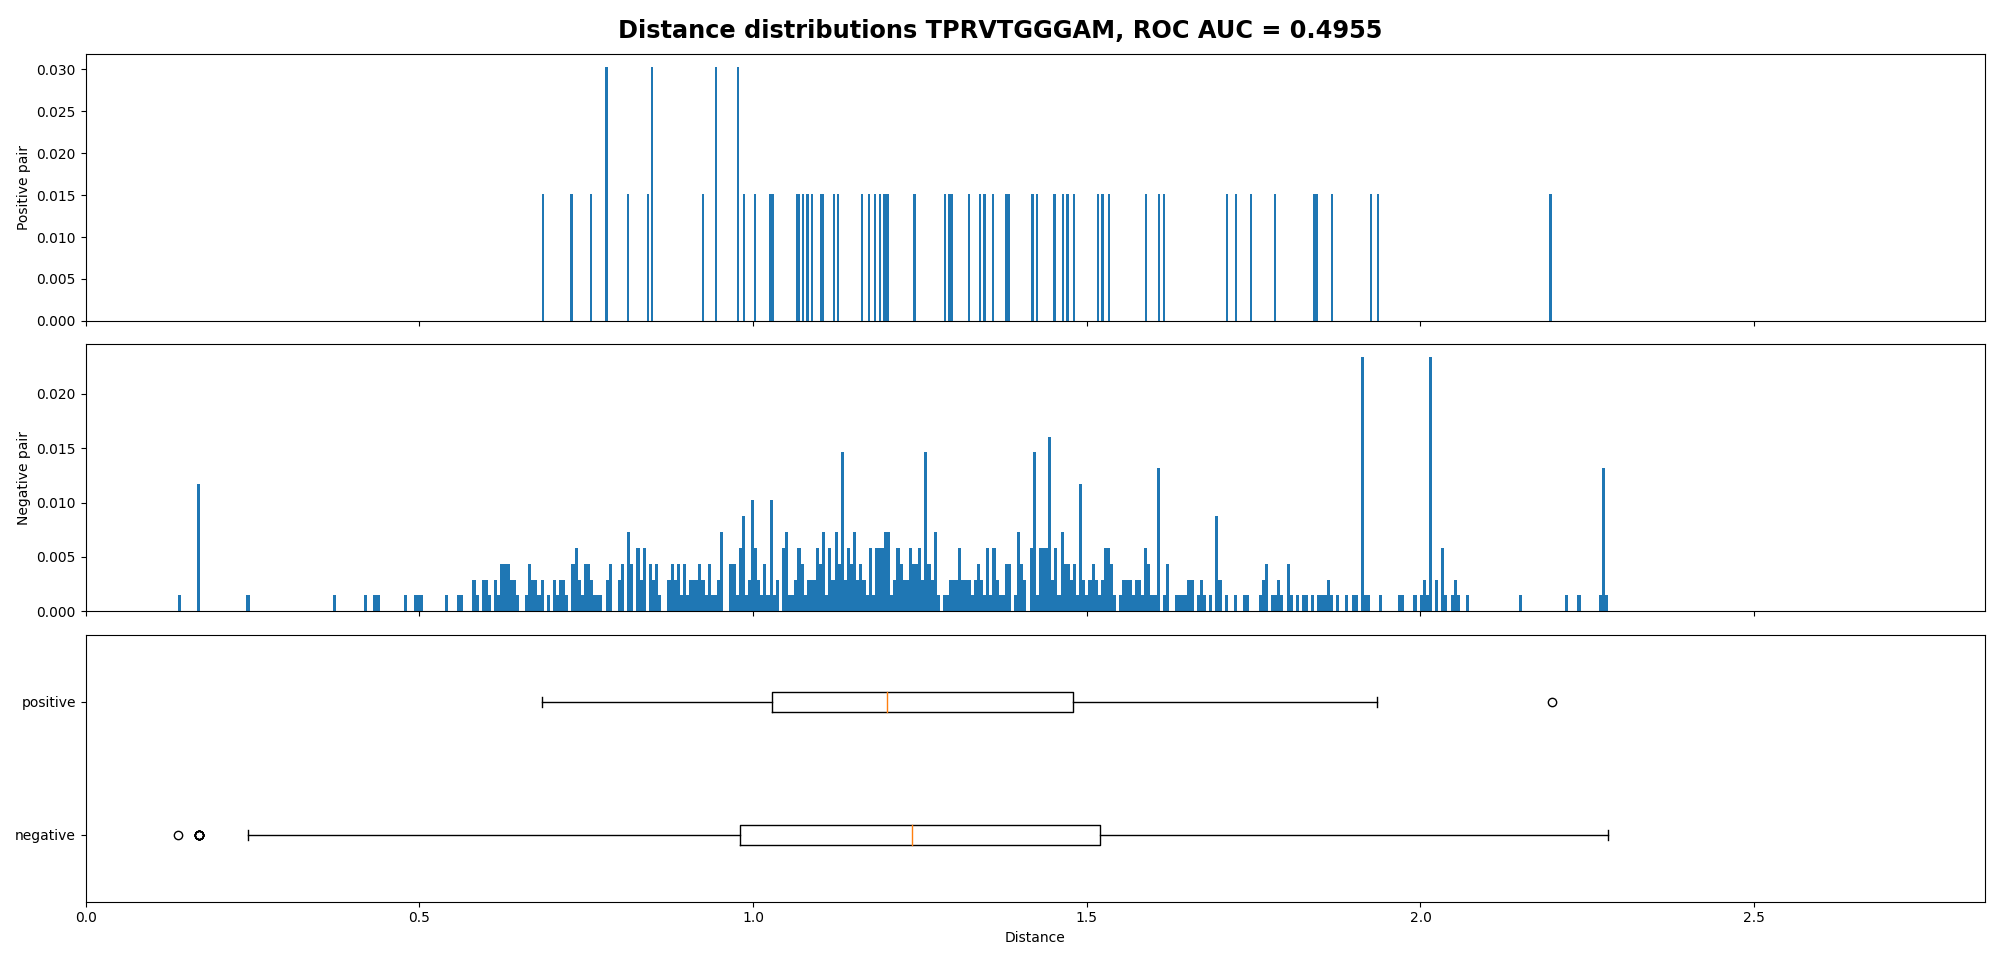 Distance distributions TPRVTGGGAM, ROC AUC = 0.4955
0.030
0.025
0.020
0.015
0.010
0.005
0.000
Positive pair
0.020
0.015
0.010
0.005
0.000
Negative pair
positive
negative
0.0 0.5 1.0 1.5 2.0 2.5
Distance